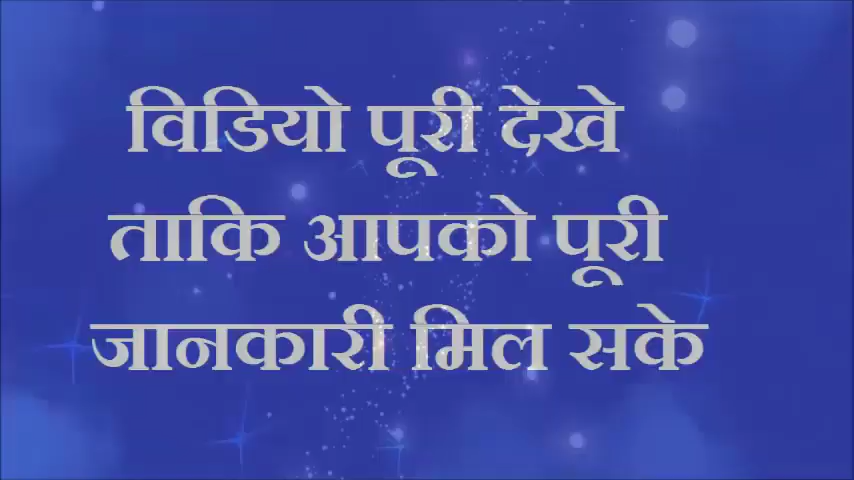 विडियो पूरी देखे
ताकि आपको पूरी
जानकारी मिल सके